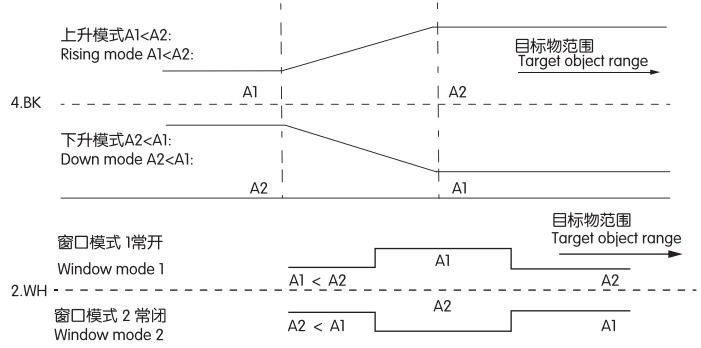 上升模式A1<A2:
Rising mode A1<A2:
目标物范围
Target object range
A1
A2
4.BK
下升模式A2<A1:
Down mode A2<A1:
A2
A1
目标物范围
Target object range
窗口模式 1常开
Window mode 1
A1
A1 < A2
A2
2.WH
窗口模式 2 常闭
Window mode 2
A2
A2 < A1
A1